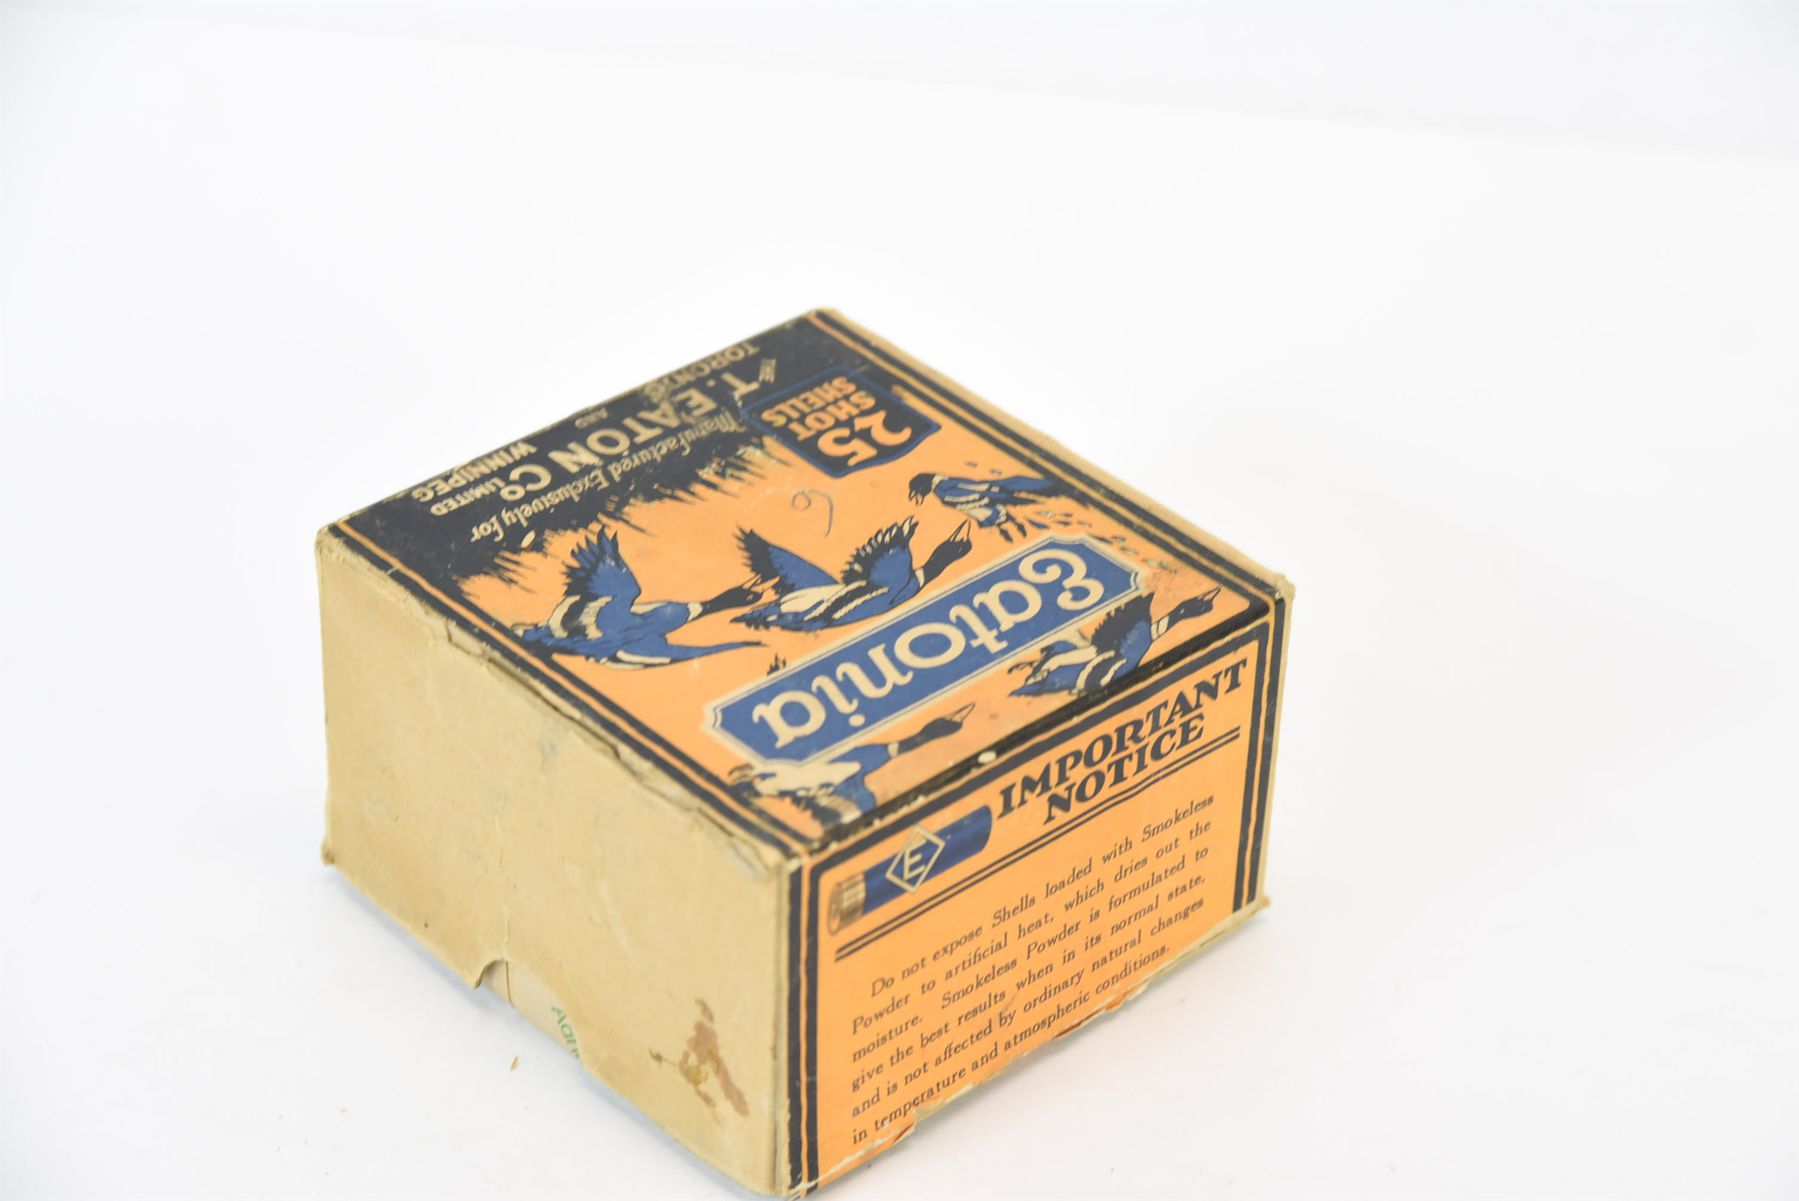 Eatonia
25
SHOT
SHELLS
6
Manufactured Exclusively for
THE T. EATON CO LIMITED
TORONTO AND WINNIPEG
IMPORTANT
NOTICE
E
Do not expose Shells loaded with Smokeless
Powder to artificial heat, which dries out the
moisture. Smokeless Powder is formulated to
give the best results when in its normal state,
and is not affected by ordinary natural changes
in temperature and atmospheric conditions.